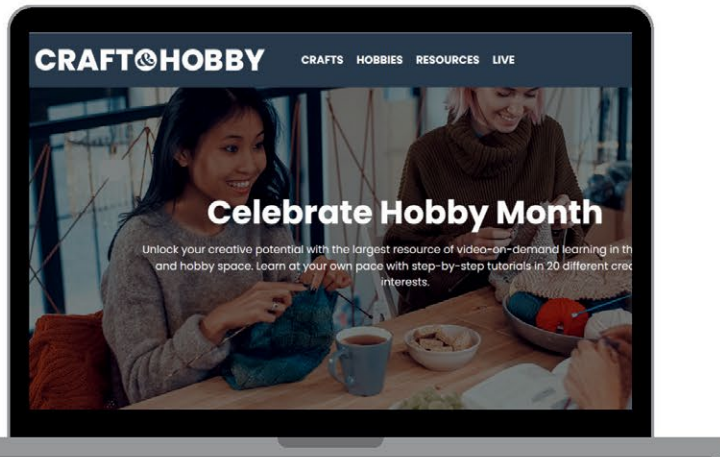 CRAFT&HOBBY
CRAFTS HOBBIES RESOURCES LIVE
Celebrate Hobby Month
Unlock your creative potential with the largest resource of video-on-demand learning in th
and hobby space. Learn at your own pace with step-by-step tutorials in 20 different crea
interests.